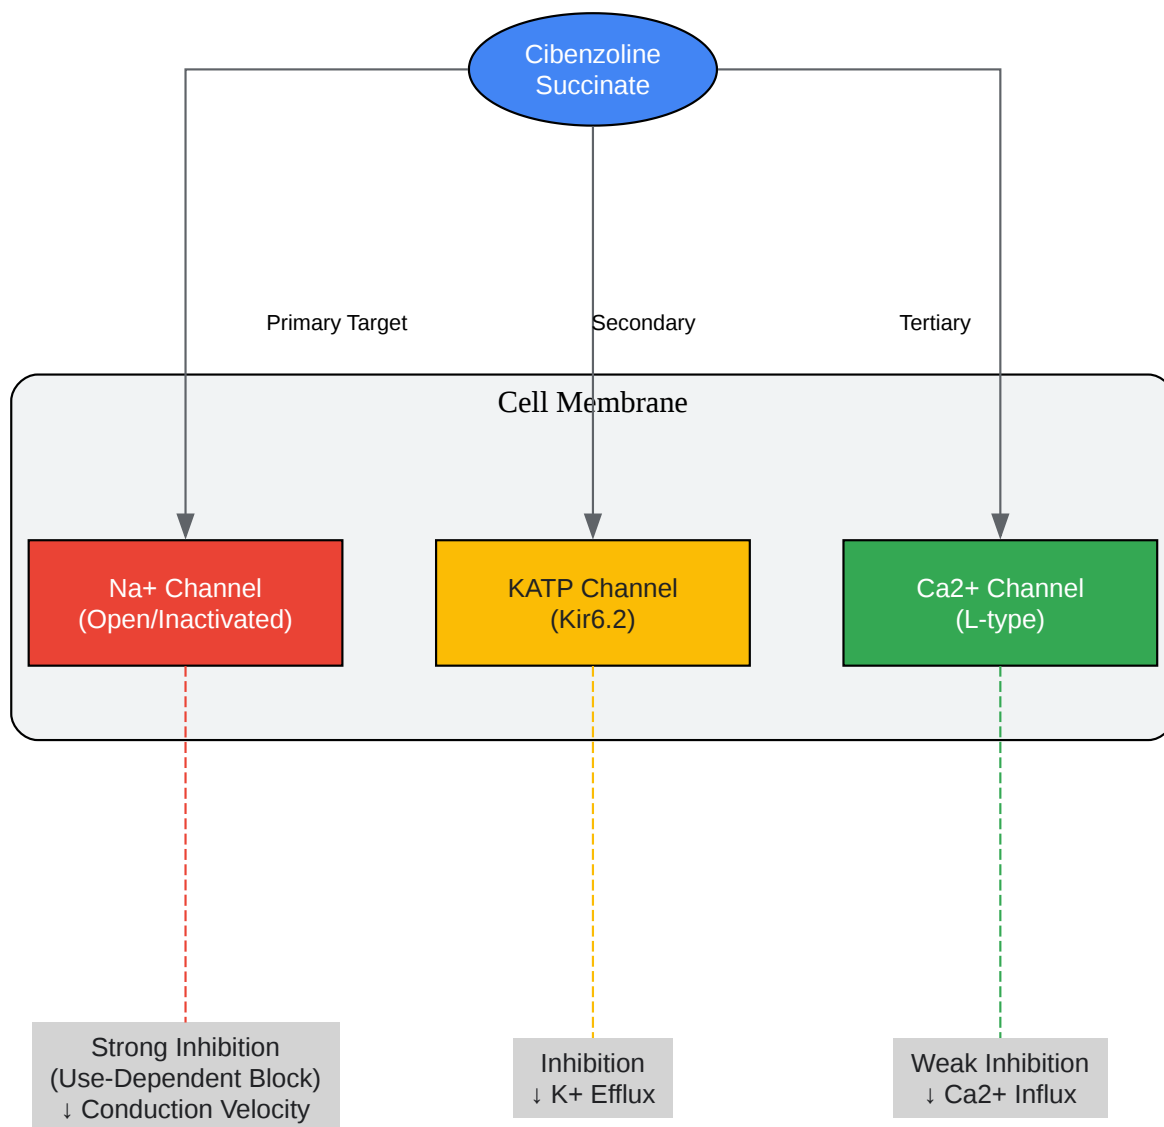 Cibenzoline
Succinate
Primary Target
Secondary
Tertiary
Cell Membrane
Na+ Channel
(Open/Inactivated)
KATP Channel
(Kir6.2)
Ca2+ Channel
(L-type)
Strong Inhibition
(Use-Dependent Block)
↓ Conduction Velocity
Inhibition
↓ K+ Efflux
Weak Inhibition
↓ Ca2+ Influx